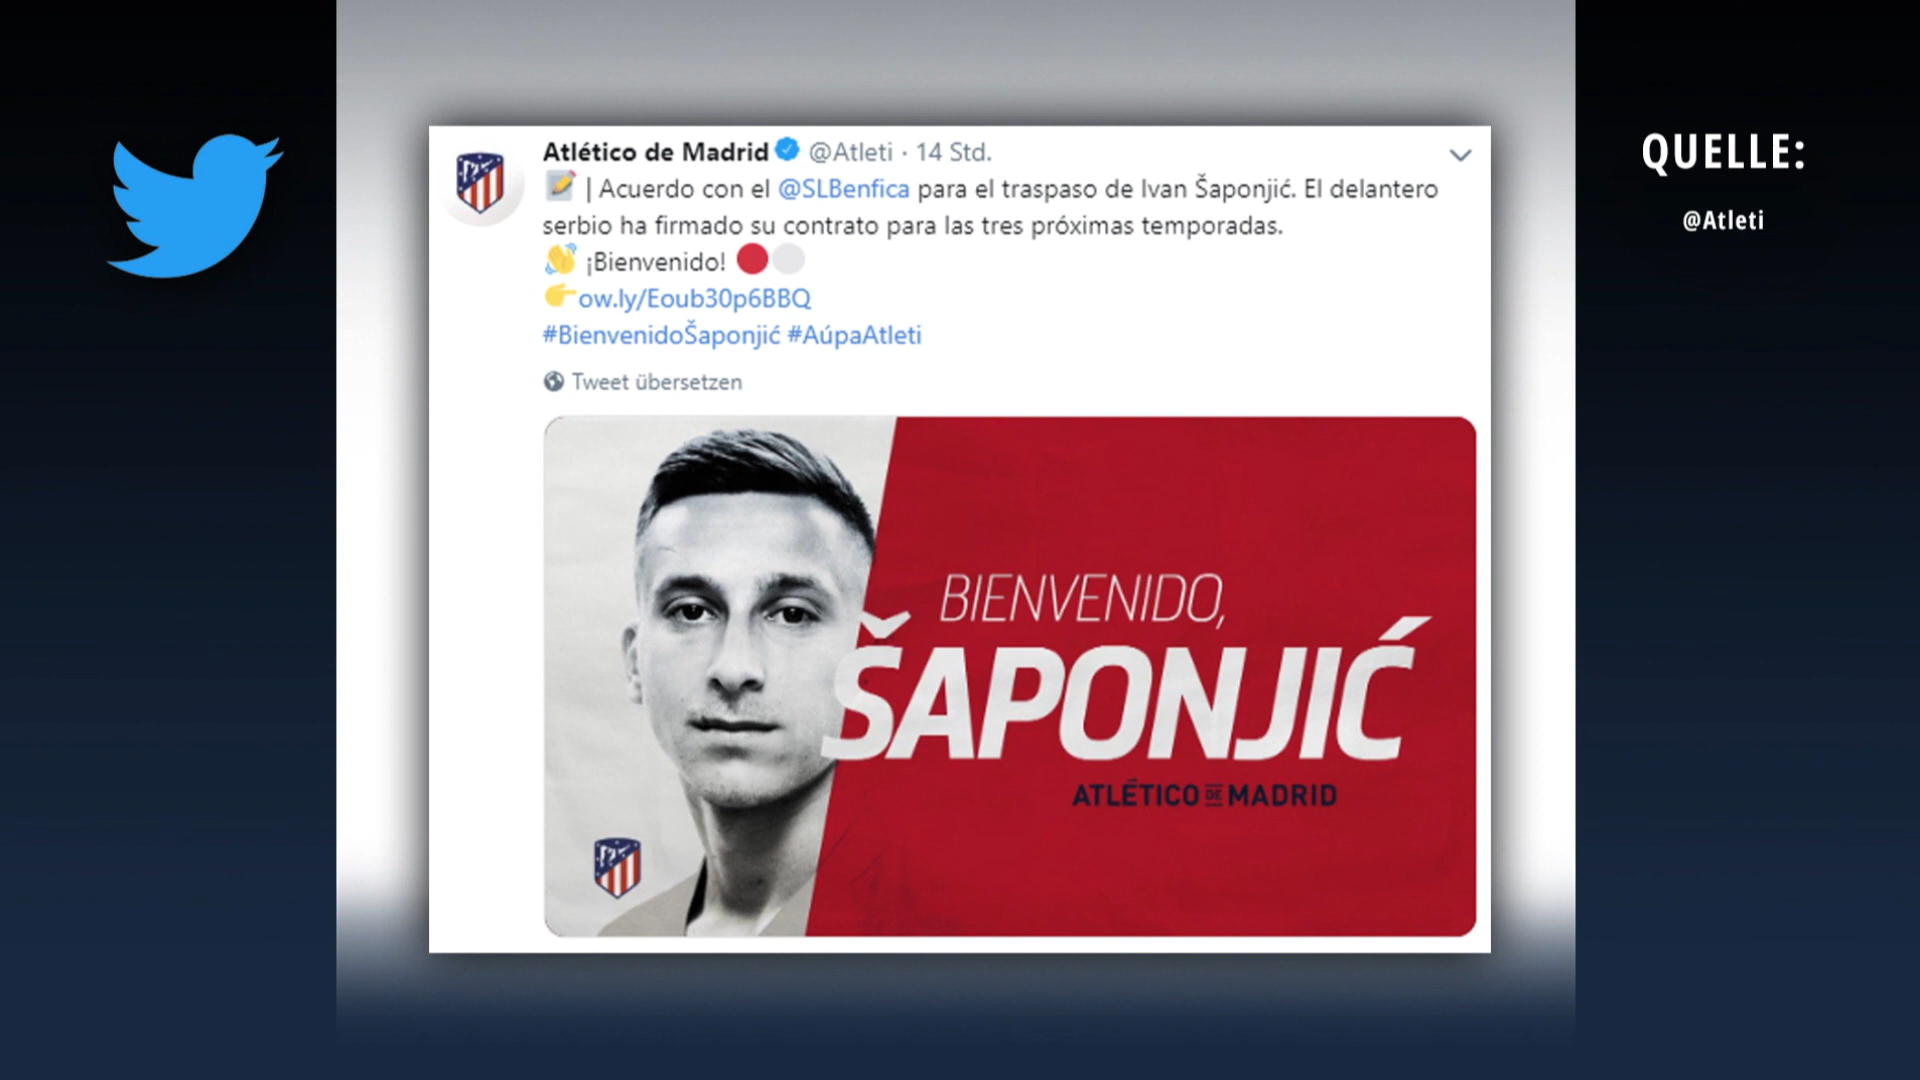 Atlético de Madrid @Atleti · 14 Std.
| Acuerdo con el @SLBenfica para el traspaso de Ivan Šaponjić. El delantero
serbio ha firmado su contrato para las tres próximas temporadas.
¡Bienvenido!
ow.ly/Eoub30p6BBQ
#BienvenidoŠaponjić #AúpaAtleti
Tweet übersetzen
BIENVENIDO,
ŠAPONJIĆ
ATLÉTICO DE MADRID
QUELLE:
@Atleti